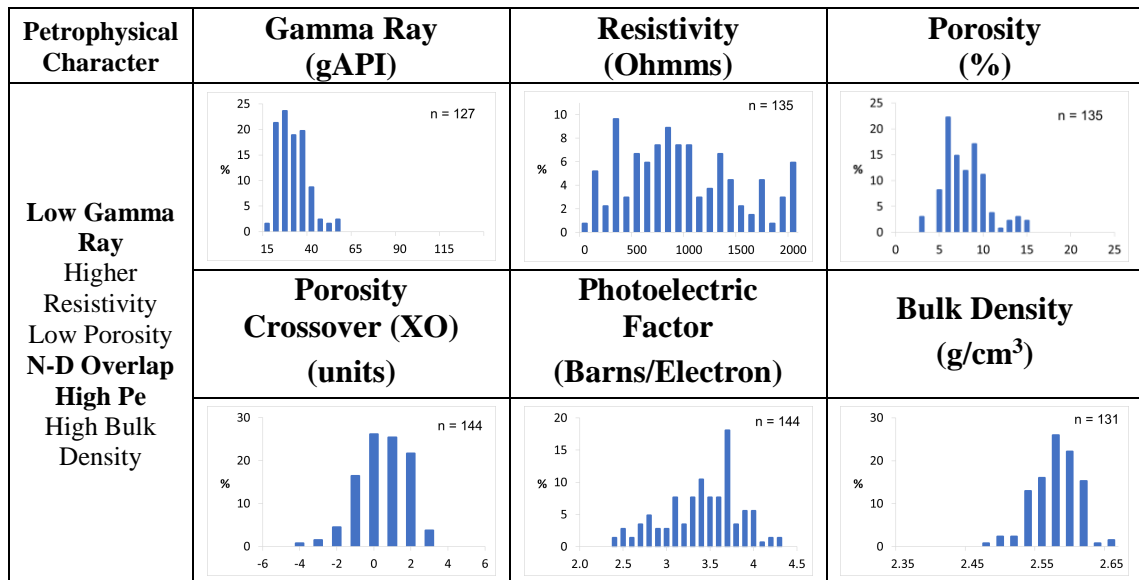 Petrophysical
Character
Gamma Ray
(gAPI)
Resistivity
(Ohmms)
Porosity
(%)
Low Gamma
Ray
Higher
Resistivity
Low Porosity
N-D Overlap
High Pe
High Bulk
Density
25
20
15
10
5
0
%
n = 127
15 40 65 90 115
10
8
6
4
2
0
%
n = 135
0 500 1000 1500 2000
25
20
15
10
5
0
%
n = 135
0 5 10 15 20 25
Porosity
Crossover (XO)
(units)
Photoelectric
Factor
(Barns/Electron)
Bulk Density
(g/cm³)
30
20
10
0
%
n = 144
-6 -4 -2 0 2 4 6
20
15
10
5
0
%
n = 144
2.0 2.5 3 3.5 4 4.5
30
20
10
0
%
n = 131
2.35 2.45 2.55 2.65